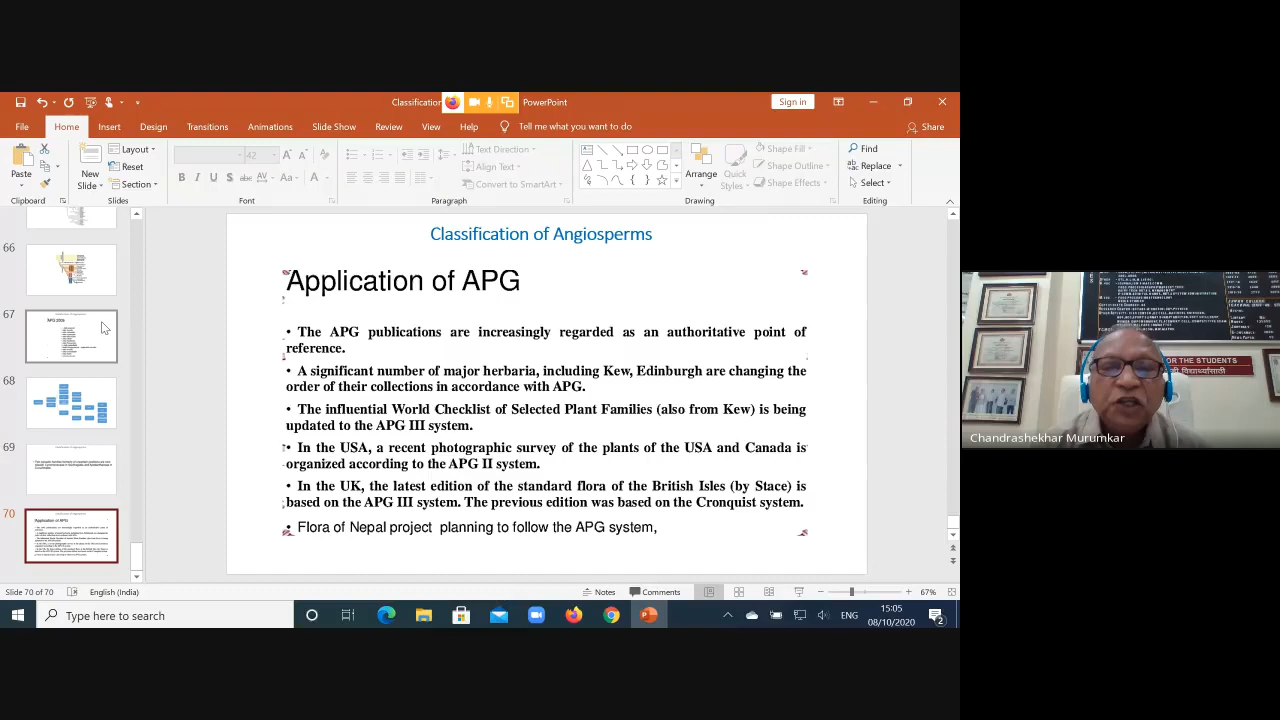 Classification
PowerPoint
Sign in
File
Home
Insert
Design
Transitions
Animations
Slide Show
Review
View
Help
Tell me what you want to do
Share
Paste
New
Slide
Layout
Reset
Section
42
Text Direction
Align Text
Convert to SmartArt
Arrange
Quick
Styles
Shape Fill
Shape Outline
Shape Effects
Find
Replace
Select
Clipboard
Slides
Font
Paragraph
Drawing
Editing
66
67
68
69
70
Classification of Angiosperms
Application of APG
• The APG publications are increasingly regarded as an authoritative point of
reference.
• A significant number of major herbaria, including Kew, Edinburgh are changing the
order of their collections in accordance with APG.
• The influential World Checklist of Selected Plant Families (also from Kew) is being
updated to the APG III system.
• In the USA, a recent photographic survey of the plants of the USA and Canada is
organized according to the APG II system.
• In the UK, the latest edition of the standard flora of the British Isles (by Stace) is
based on the APG III system. The previous edition was based on the Cronquist system.
• Flora of Nepal project planning to follow the APG system,
FOR THE STUDENTS
Chandrashekhar Murumkar
Slide 70 of 70
English (India)
Notes
Comments
67%
Type here to search
ENG
15:05
08/10/2020
2